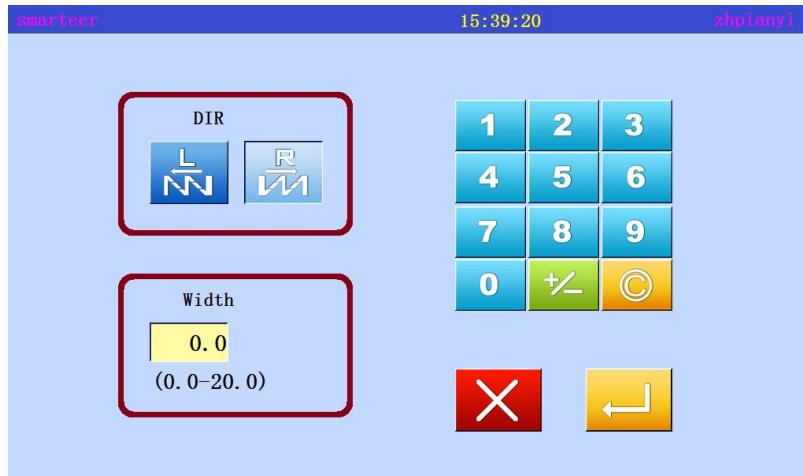 smarteer 15:39:20 zhpianyi
DIR
L R
1 2 3
4 5 6
7 8 9
0 +/- ©
Width
0.0
(0.0-20.0)